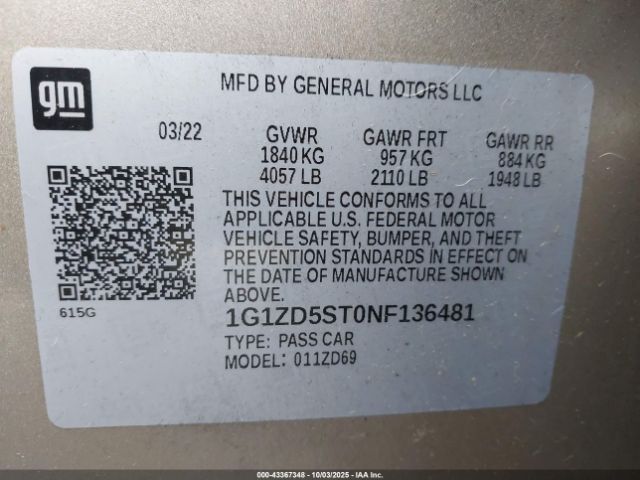 gm
MFD BY GENERAL MOTORS LLC
03/22 GVWR GAWR FRT GAWR RR
1840 KG 957 KG 884 KG
4057 LB 2110 LB 1948 LB
THIS VEHICLE CONFORMS TO ALL
APPLICABLE U.S. FEDERAL MOTOR
VEHICLE SAFETY, BUMPER, AND THEFT
PREVENTION STANDARDS IN EFFECT ON
THE DATE OF MANUFACTURE SHOWN
ABOVE.
615G
1G1ZD5ST0NF136481
TYPE: PASS CAR
MODEL: 011ZD69
000-43367348 - 10/03/2025 - IAA Inc.